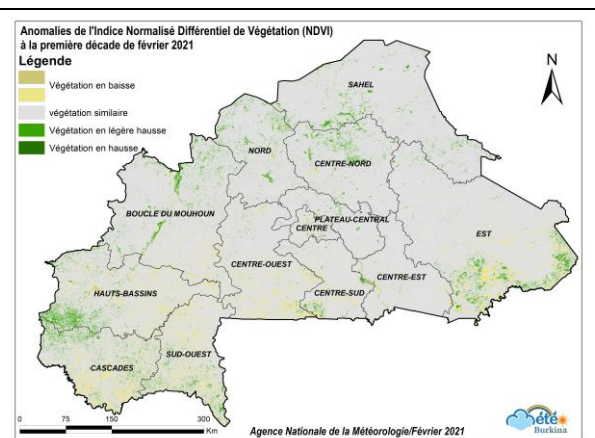 Anomalies de l'Indice Normalisé Différentiel de Végétation (NDVI)
à la première décade de février 2021
Légende
Végétation en baisse
végétation similaire
Végétation en légère hausse
Végétation en hausse
N
SAHEL
NORD
CENTRE-NORD
BOUCLE DU MOUHOUN
PLATEAU-CENTRAL
CENTRE
EST
CENTRE-OUEST
CENTRE-EST
HAUTS-BASSINS
CENTRE-SUD
SUD-OUEST
CASCADES
0 75 150 300
Km
Agence Nationale de la Météorologie/Février 2021
été
Burkina